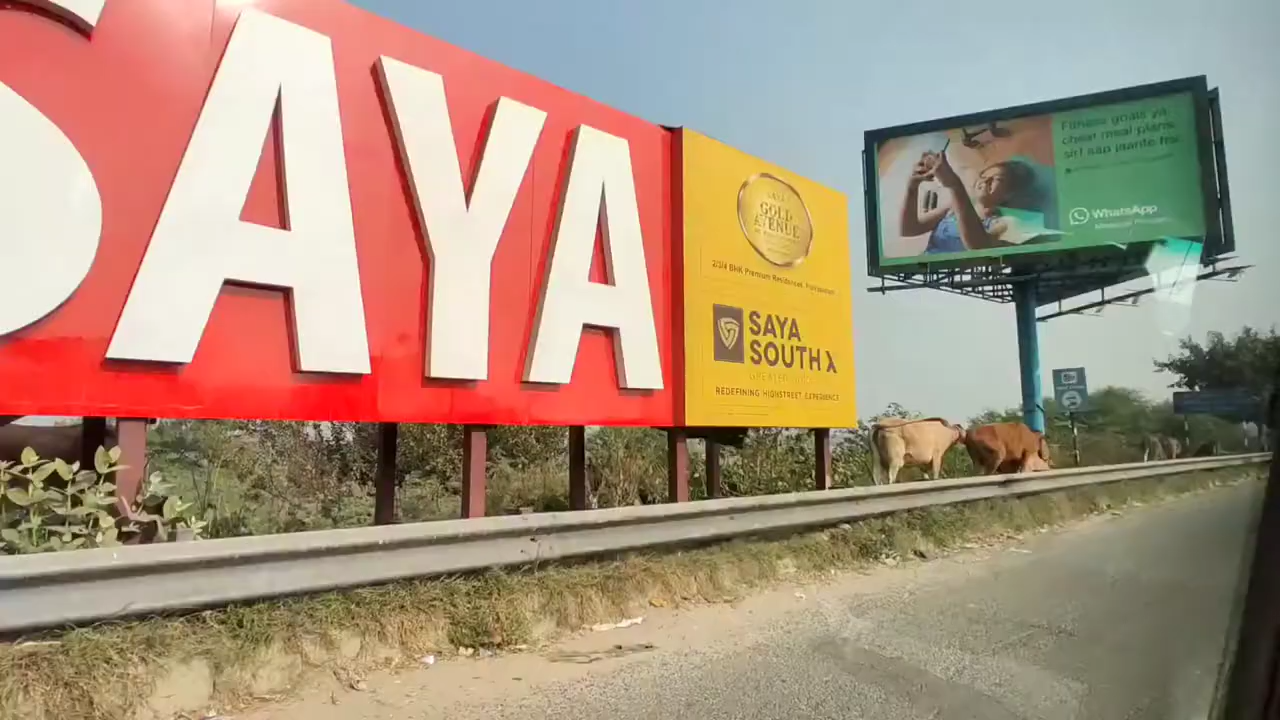 SAYA
GOLD
AVENUE
2/3/4 BHK Premium Residences,
SAYA
SOUTH X
REDEFINING HIGHSTREET EXPERIENCE
Fitness goals ya
cheat meal plans,
sirf aap jaante hai
WhatsApp